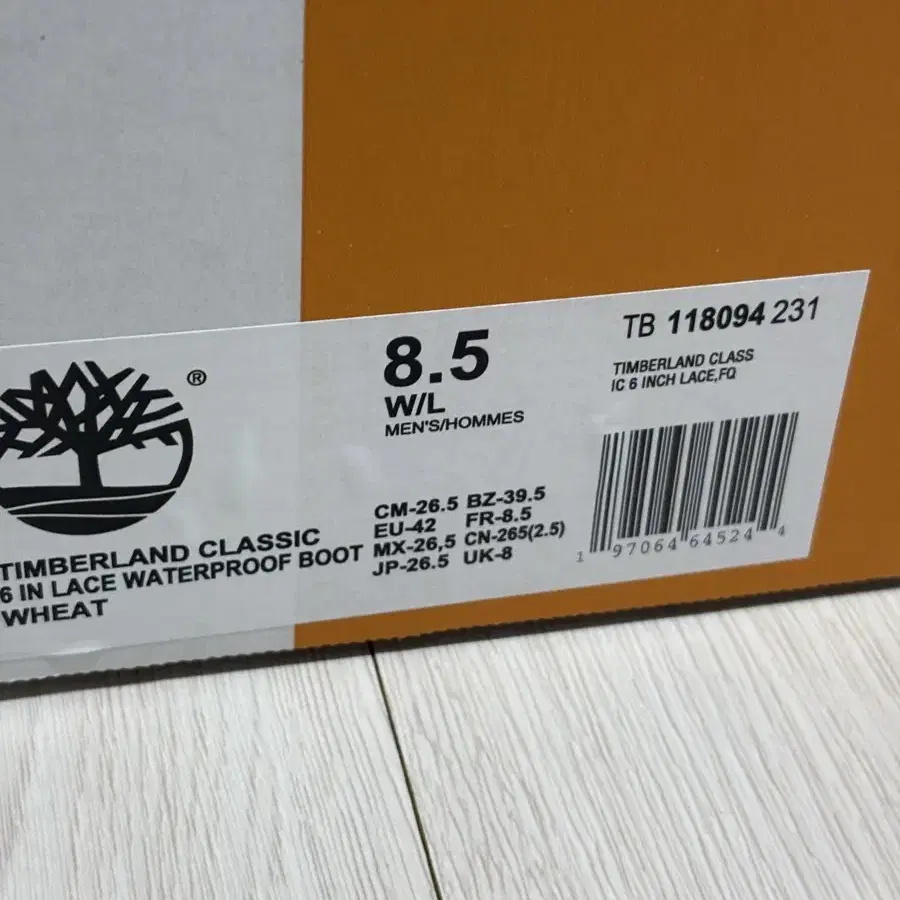 TB 118094 231
TIMBERLAND CLASS
IC 6 INCH LACE,FQ
8.5
W/L
MEN'S/HOMMES
®
CM-26.5 BZ-39.5
EU-42 FR-8.5
MX-26,5 CN-265(2.5)
JP-26.5 UK-8
TIMBERLAND CLASSIC
6 IN LACE WATERPROOF BOOT
WHEAT
1 97064 64524 4